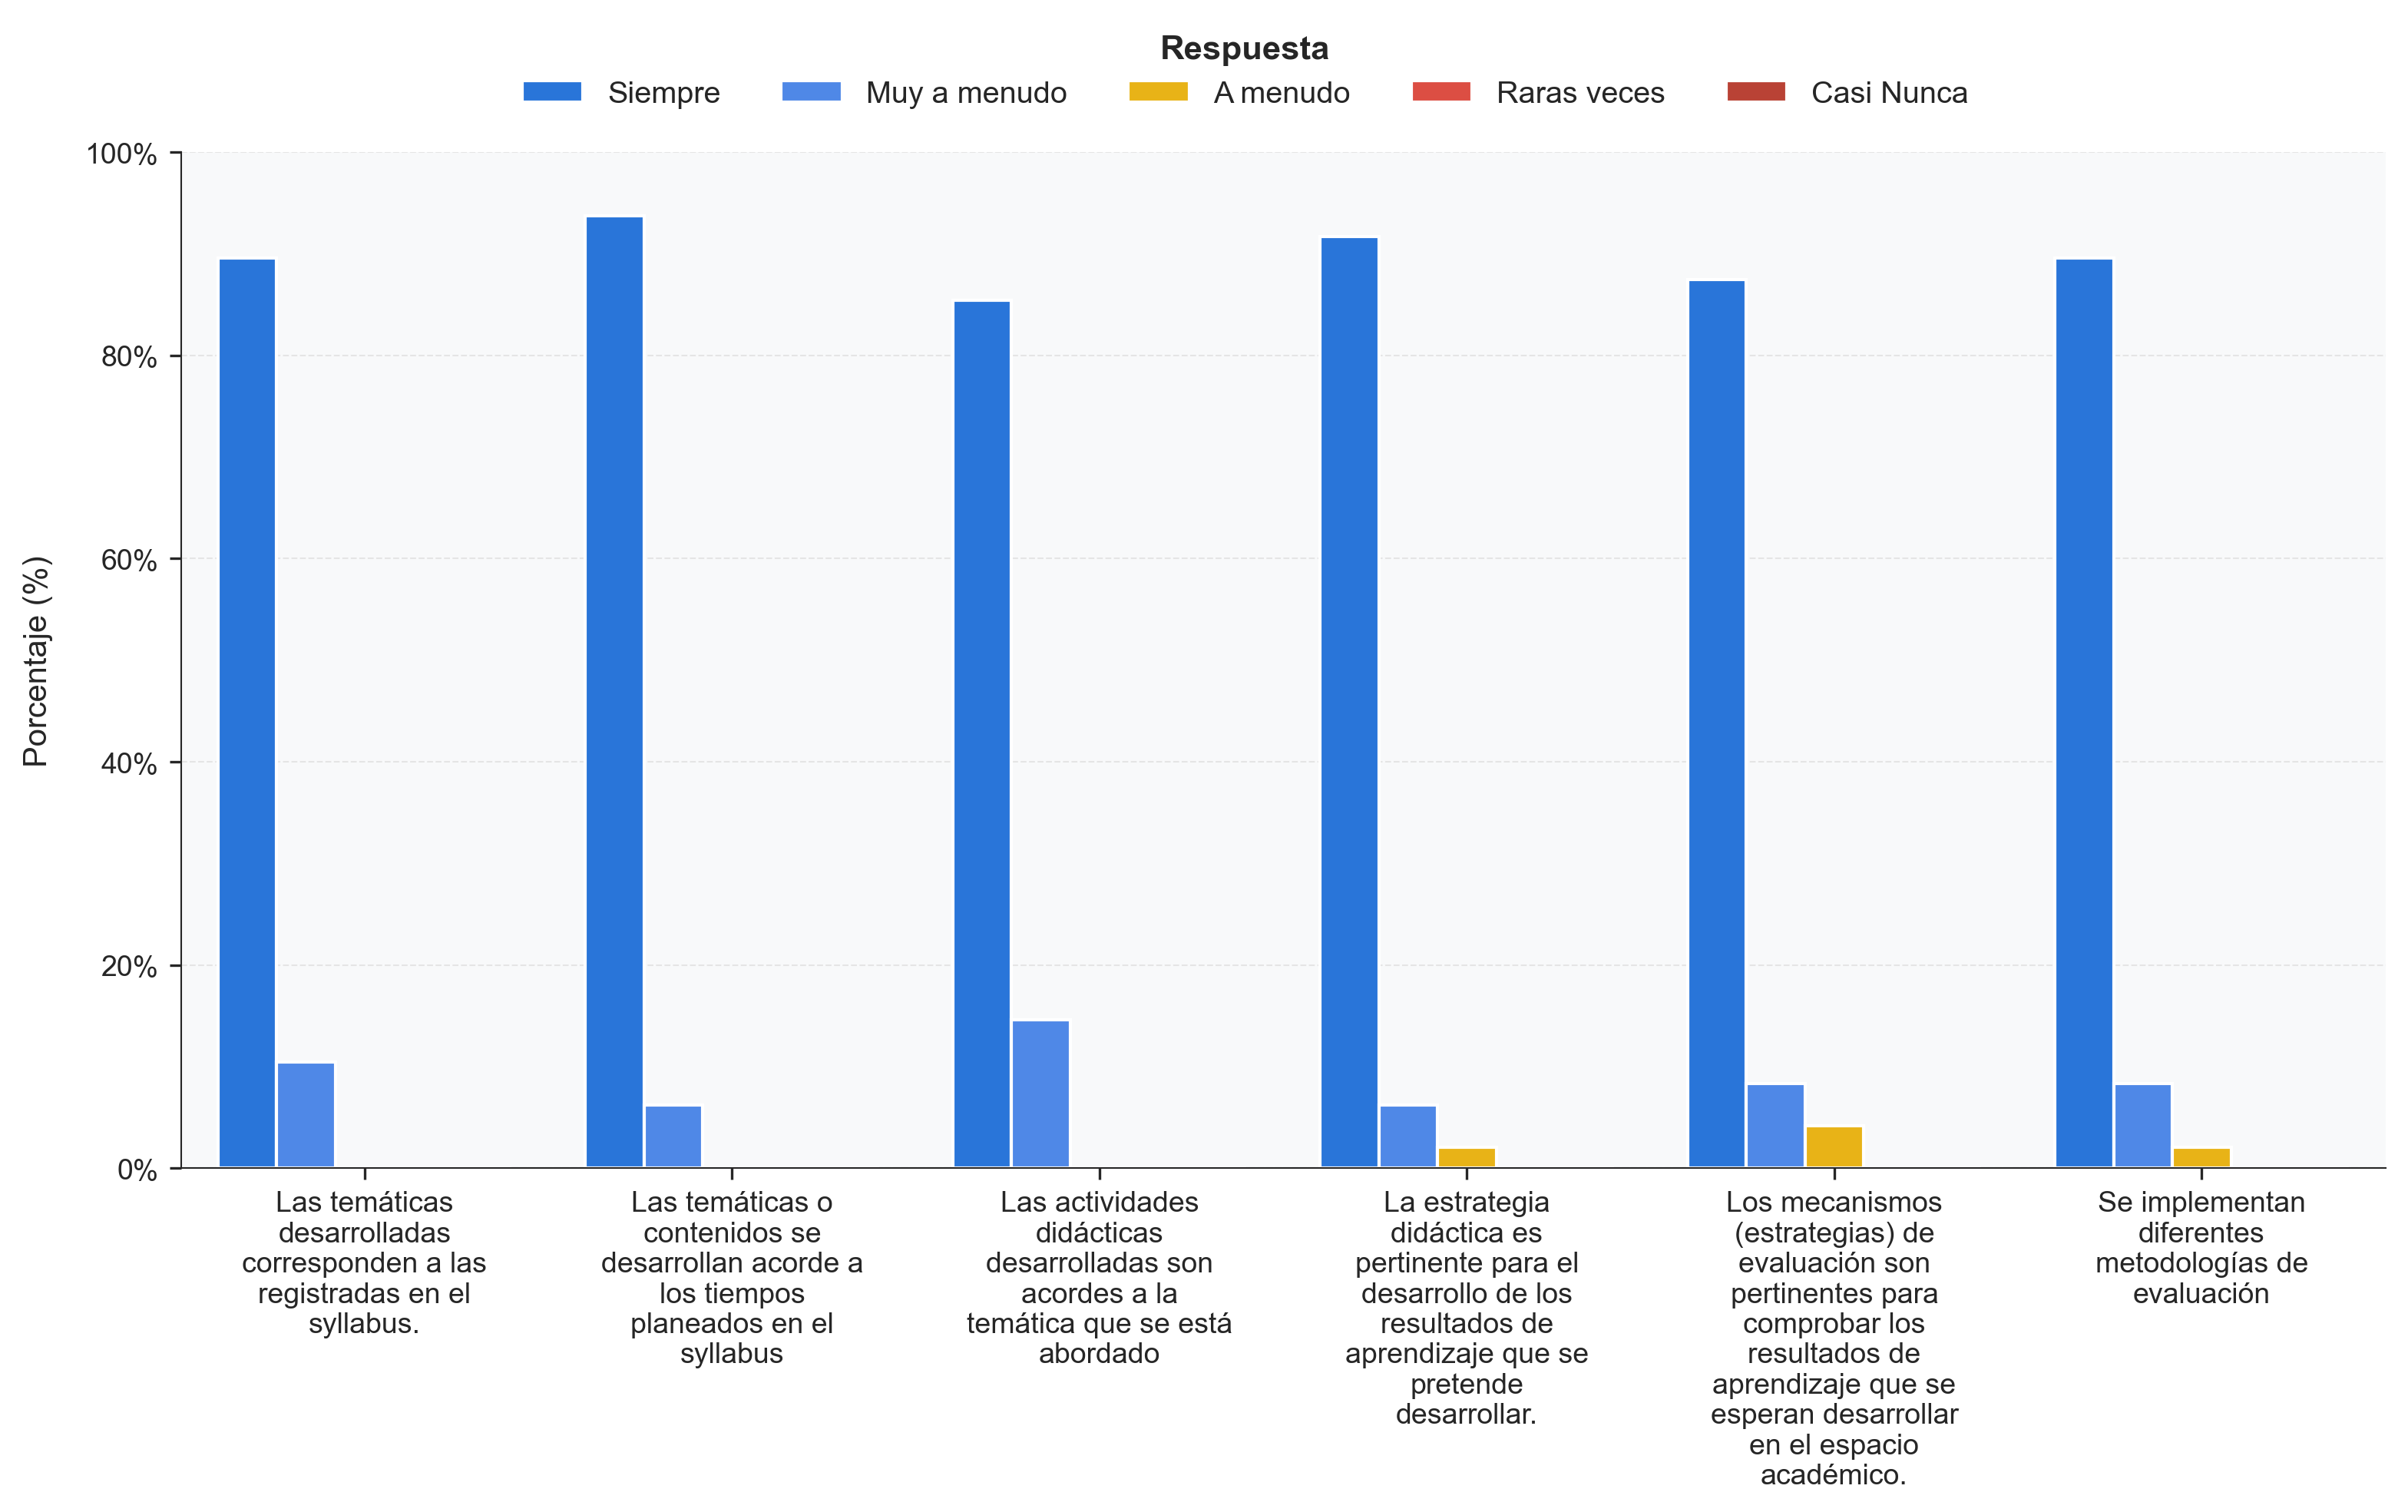 Respuesta
Siempre
Muy a menudo
A menudo
Raras veces
Casi Nunca
Porcentaje (%)
100%
80%
60%
40%
20%
0%
Las temáticas
desarrolladas
corresponden a las
registradas en el
syllabus.
Las temáticas o
contenidos se
desarrollan acorde a
los tiempos
planeados en el
syllabus
Las actividades
didácticas
desarrolladas son
acordes a la
temática que se está
abordado
La estrategia
didáctica es
pertinente para el
desarrollo de los
resultados de
aprendizaje que se
pretende
desarrollar.
Los mecanismos
(estrategias) de
evaluación son
pertinentes para
comprobar los
resultados de
aprendizaje que se
esperan desarrollar
en el espacio
académico.
Se implementan
diferentes
metodologías de
evaluación